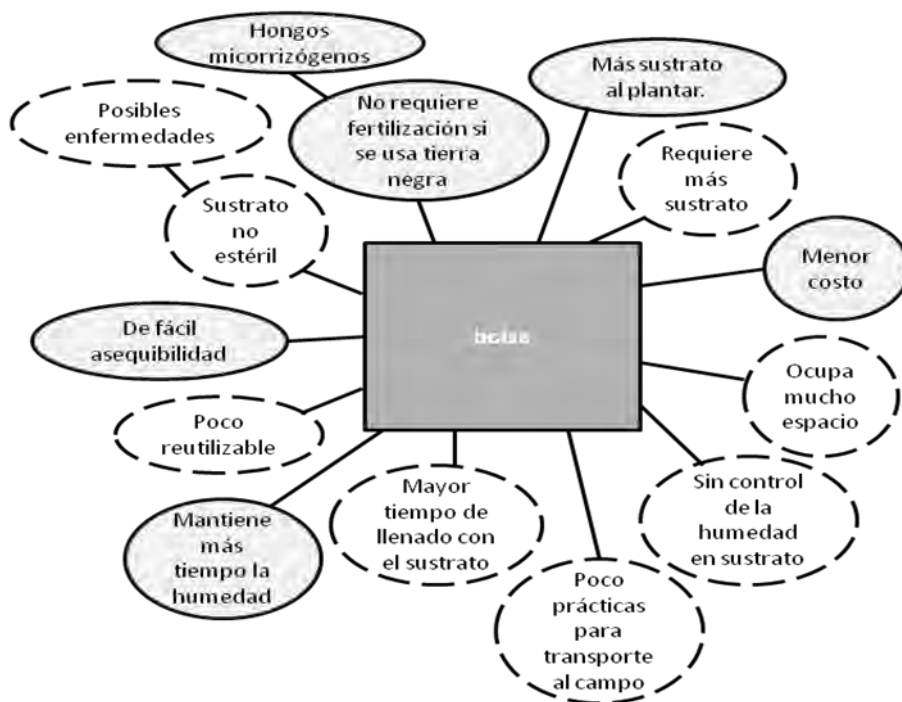 Hongos
micorrizógenos
Más sustrato
al plantar.
Posibles
enfermedades
No requiere
fertilización si
se usa tierra
negra
Requiere
más
sustrato
Sustrato
no
estéril
Menor
costo
bolsa
De fácil
asequibilidad
Ocupa
mucho
espacio
Poco
reutilizable
Mayor
tiempo de
llenado con
el sustrato
Sin control
de la
humedad
en sustrato
Mantiene
más
tiempo la
humedad
Poco
prácticas
para
transporte
al campo